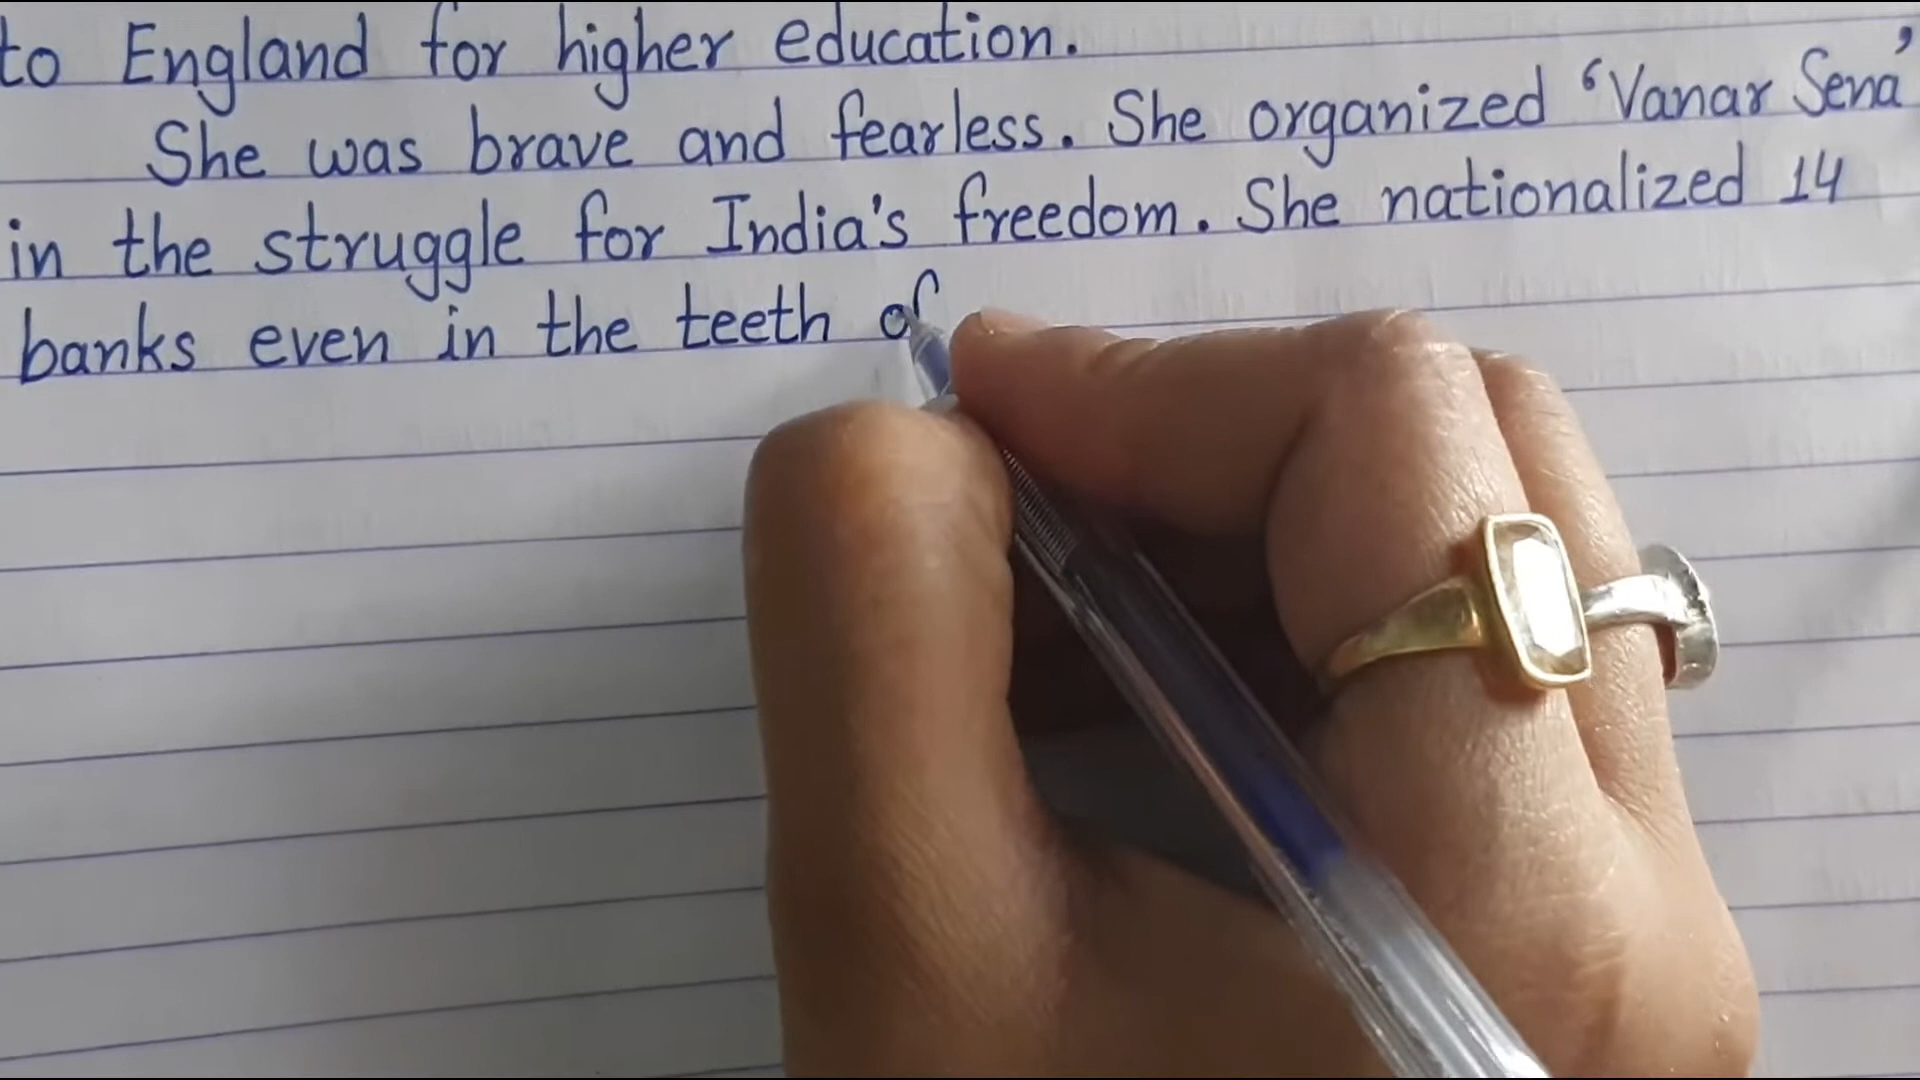 to England for higher education.
She was brave and fearless. She organized ‘Vanar Sena’
in the struggle for India's freedom. She nationalized 14
banks even in the teeth of